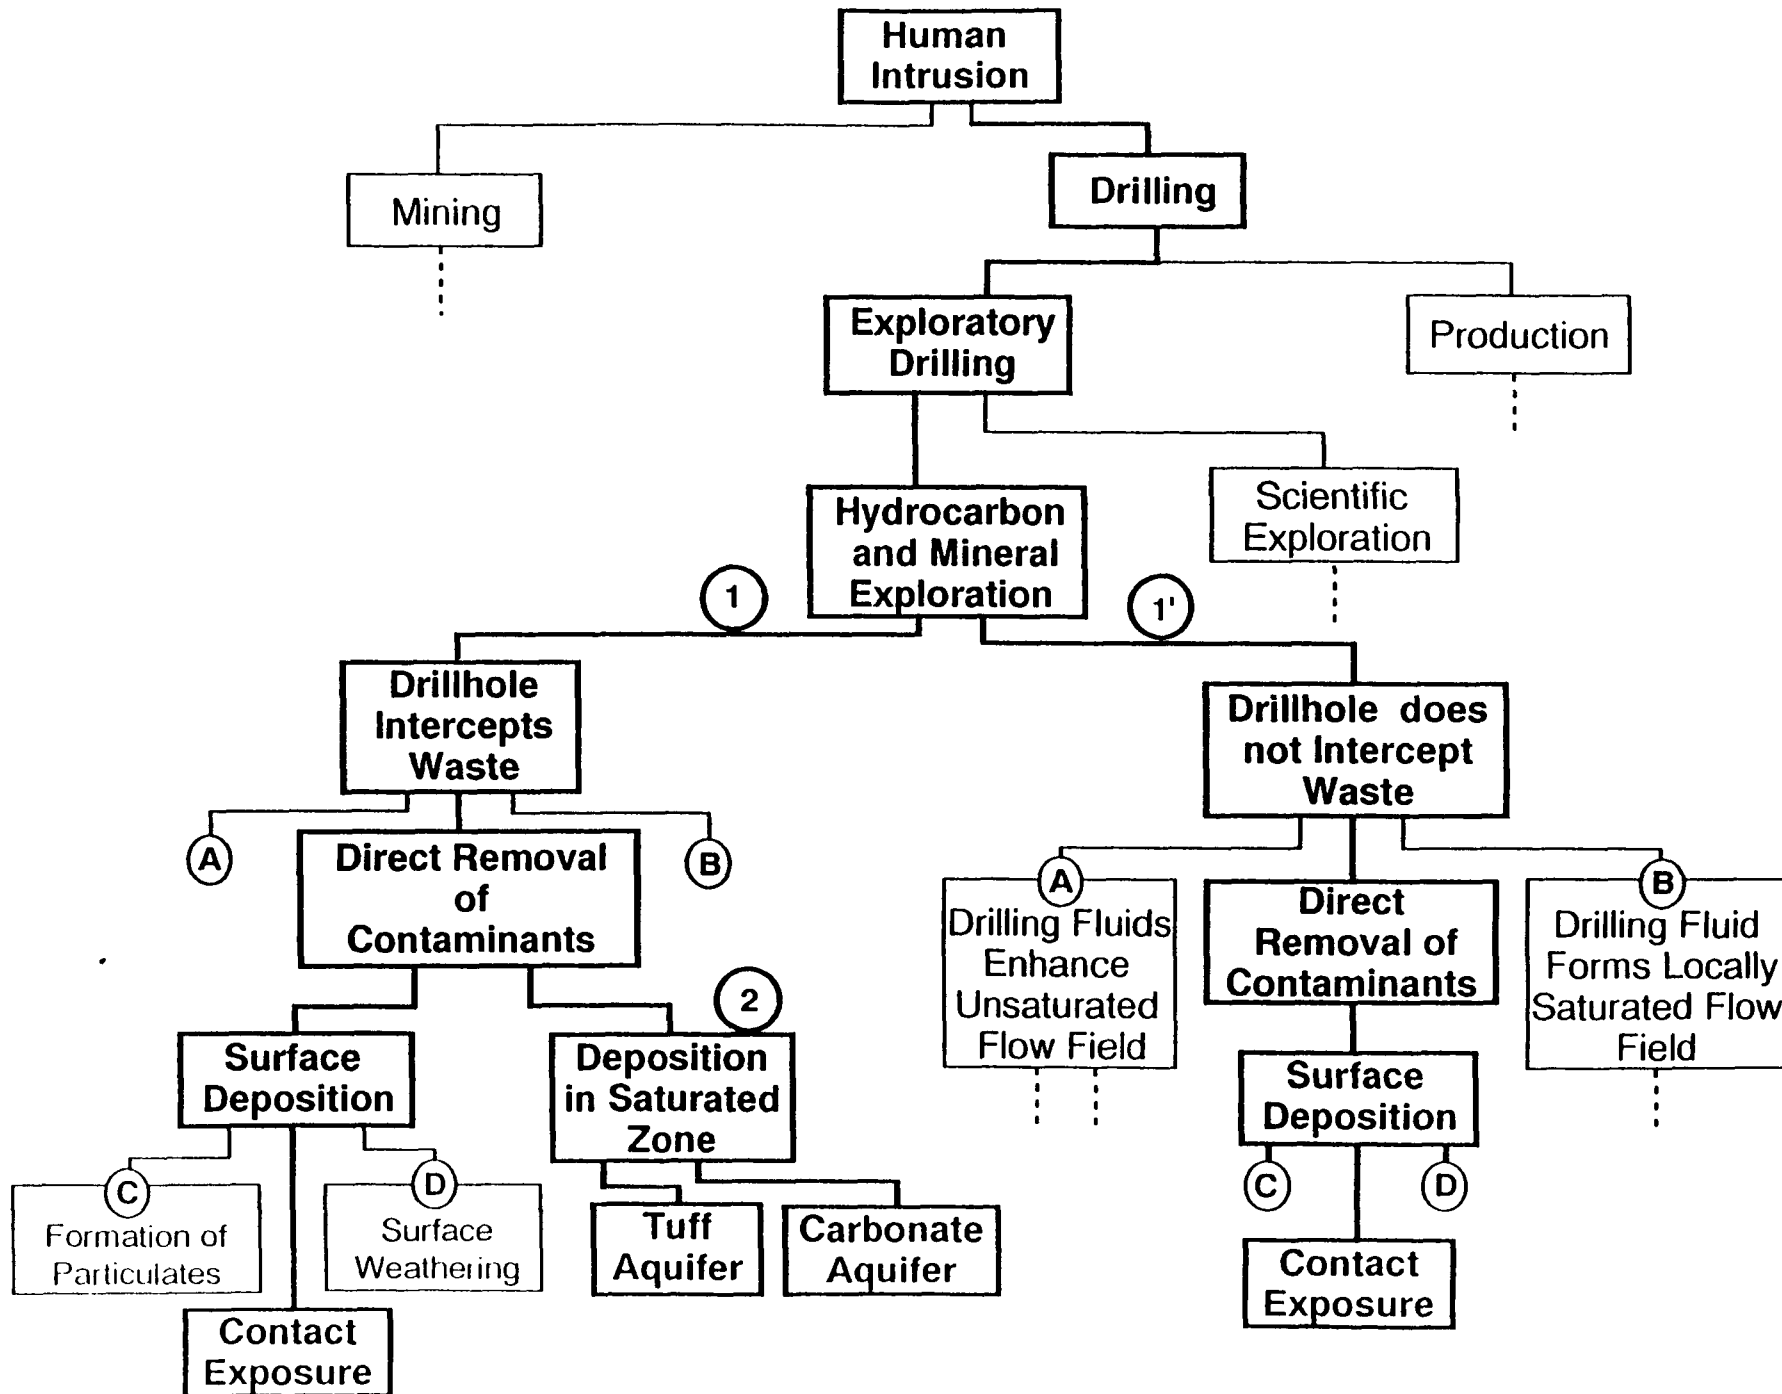 Human
Intrusion
Mining
Drilling
Exploratory
Drilling
Production
Hydrocarbon
and Mineral
Exploration
Scientific
Exploration
1
1'
Drillhole
Intercepts
Waste
Drillhole does
not Intercept
Waste
A
B
Direct Removal
of
Contaminants
A
Drilling Fluids
Enhance
Unsaturated
Flow Field
Direct
Removal of
Contaminants
B
Drilling Fluid
Forms Locally
Saturated Flow
Field
2
Surface
Deposition
Deposition
in Saturated
Zone
Surface
Deposition
C
Formation of
Particulates
D
Surface
Weathering
Tuff
Aquifer
Carbonate
Aquifer
C
D
Contact
Exposure
Contact
Exposure